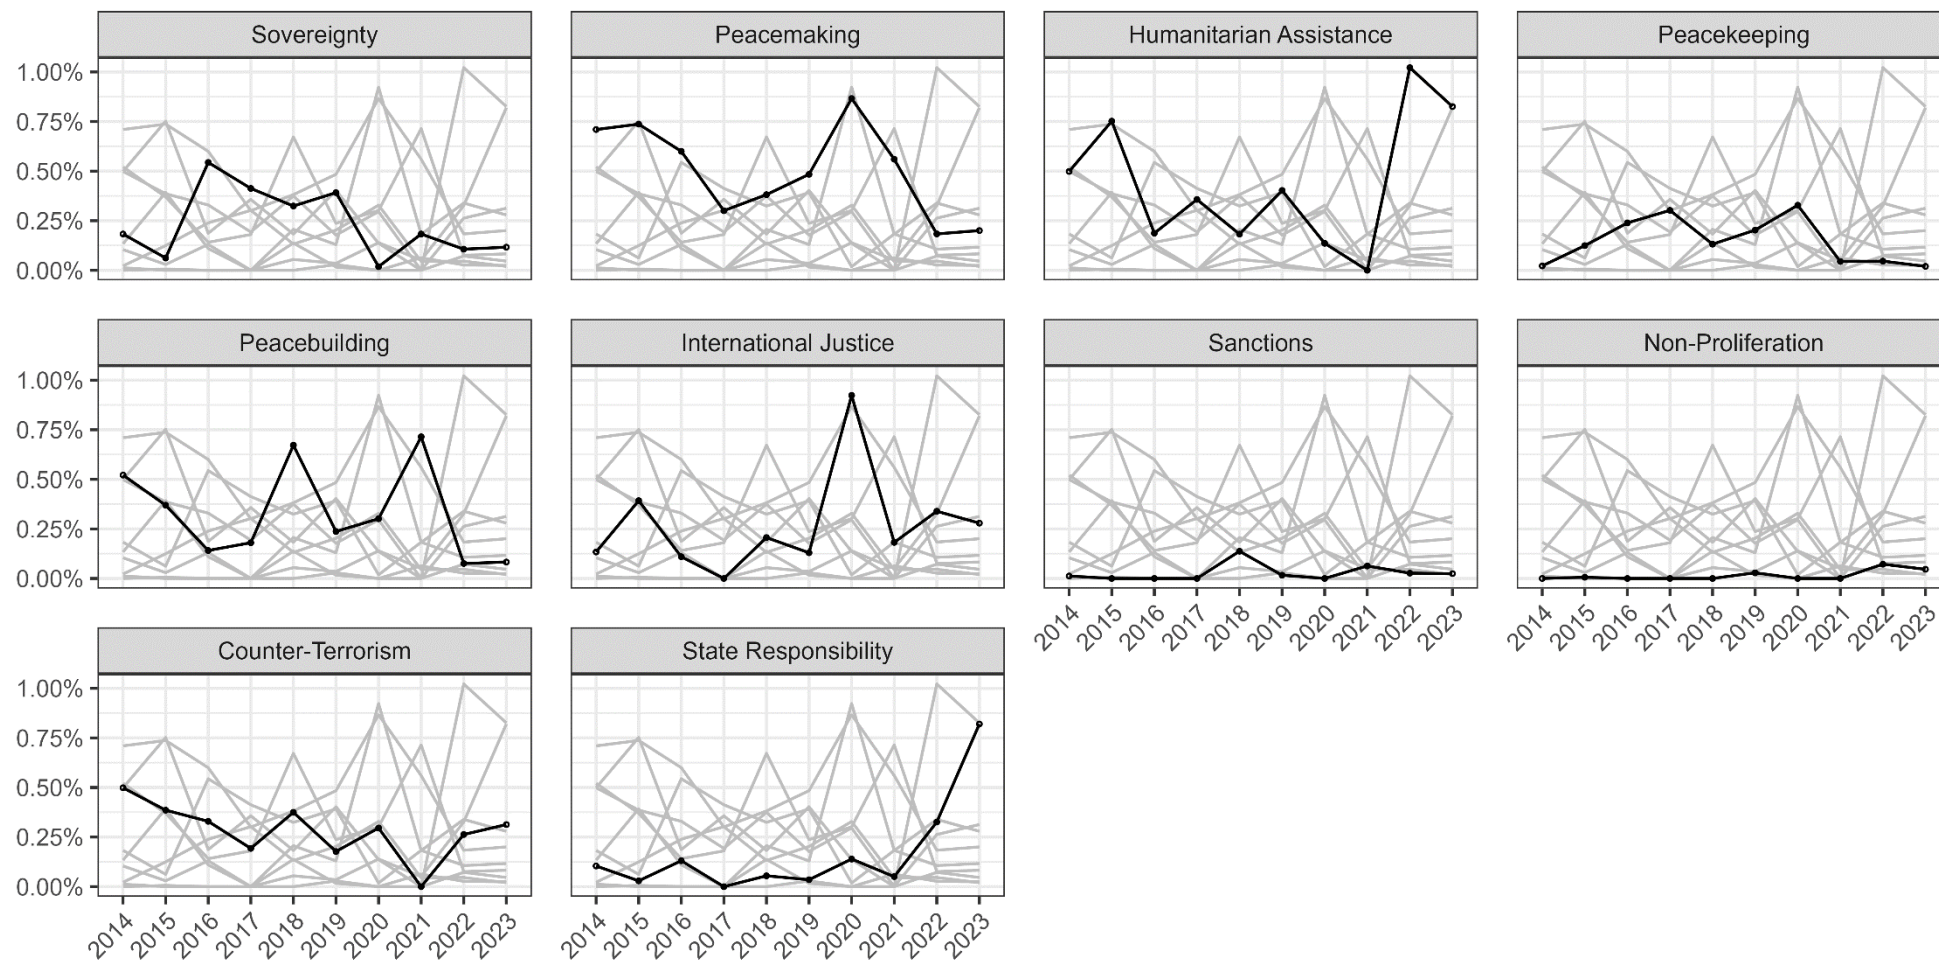 Sovereignty
Peacemaking
Humanitarian Assistance
Peacekeeping
1.00%
0.75%
0.50%
0.25%
0.00%
Peacebuilding
International Justice
Sanctions
Non-Proliferation
1.00%
0.75%
0.50%
0.25%
0.00%
2014 2015 2016 2017 2018 2019 2020 2021 2022 2023
2014 2015 2016 2017 2018 2019 2020 2021 2022 2023
Counter-Terrorism
State Responsibility
1.00%
0.75%
0.50%
0.25%
0.00%
2014 2015 2016 2017 2018 2019 2020 2021 2022 2023
2014 2015 2016 2017 2018 2019 2020 2021 2022 2023